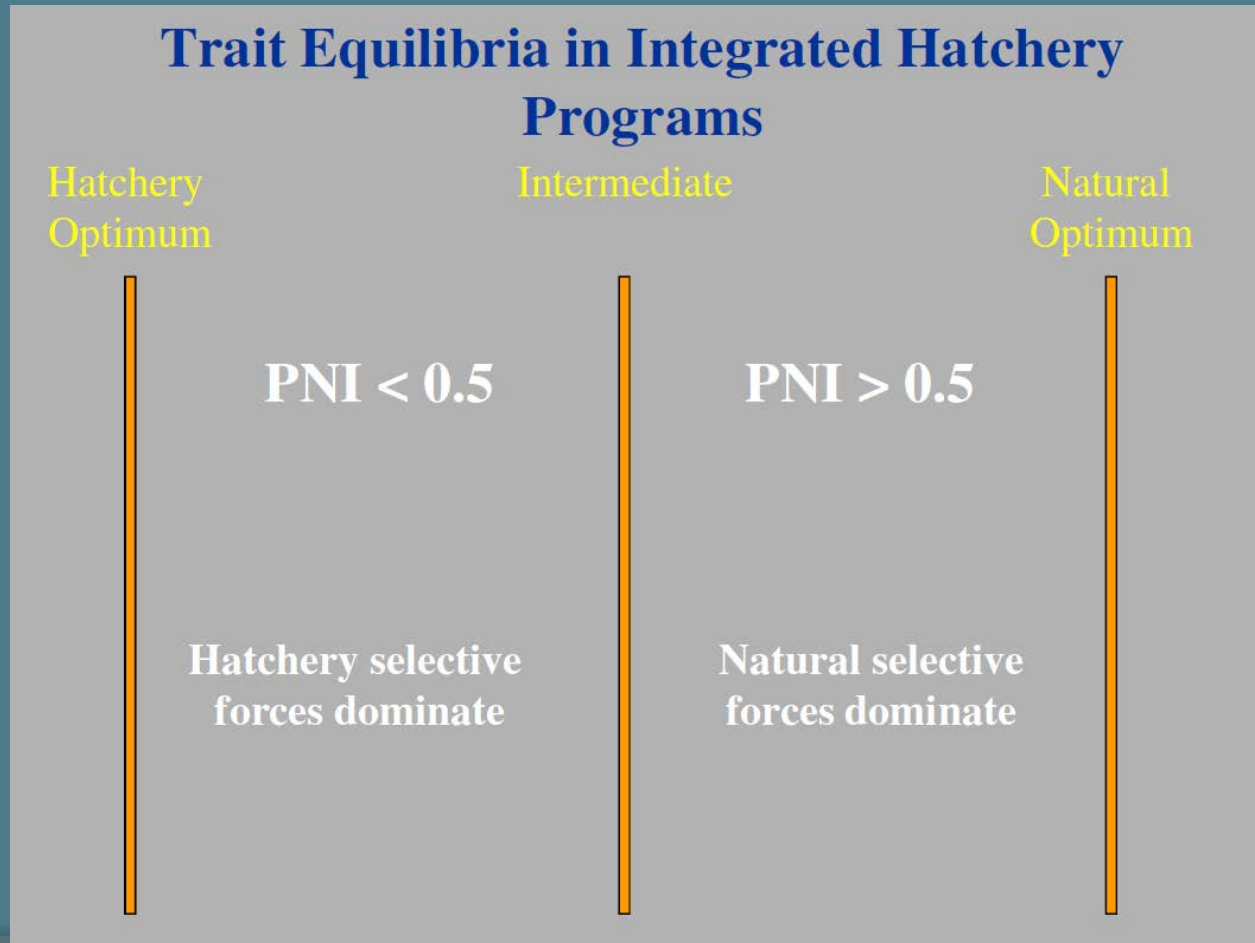 Trait Equilibria in Integrated Hatchery
Programs
Hatchery
Optimum
Intermediate
Natural
Optimum
PNI < 0.5
PNI > 0.5
Hatchery selective
forces dominate
Natural selective
forces dominate